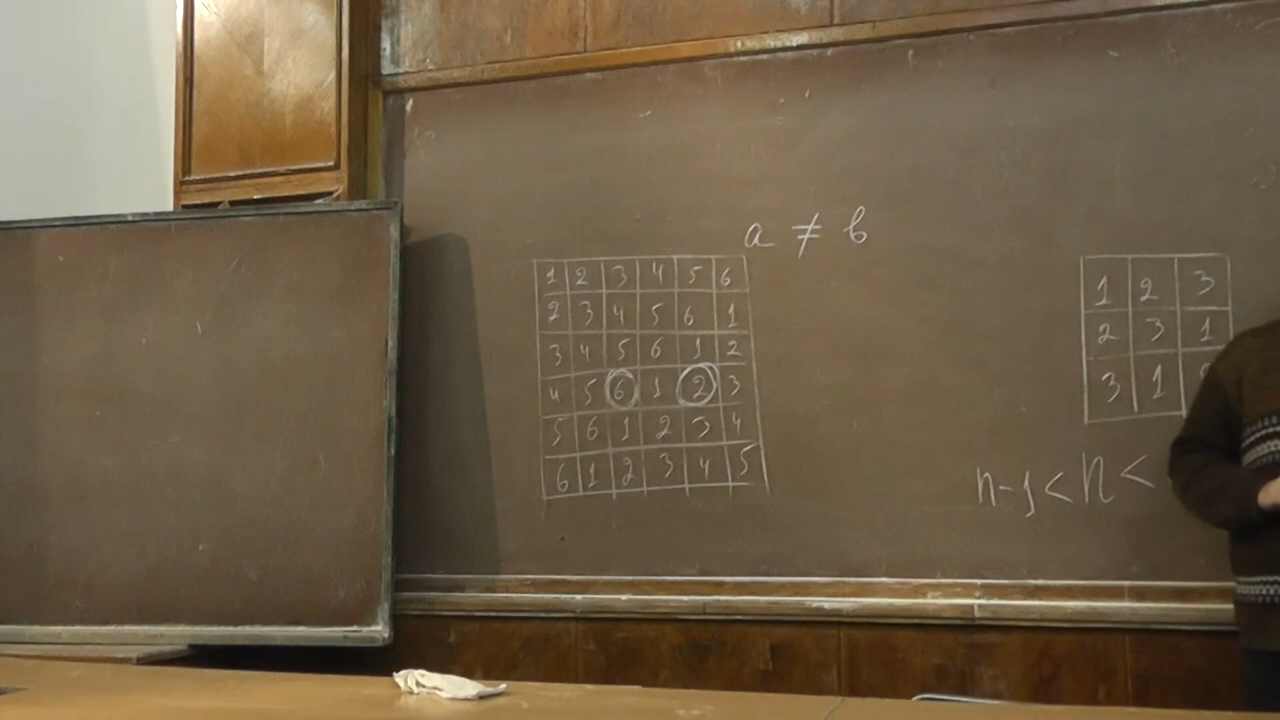 a ≠ b
1 2 3 4 5 6
2 3 4 5 6 1
3 4 5 6 1 2
4 5 6 1 2 3
5 6 1 2 3 4
6 1 2 3 4 5
1 2 3
2 3 1
3 1
n-1 < n <